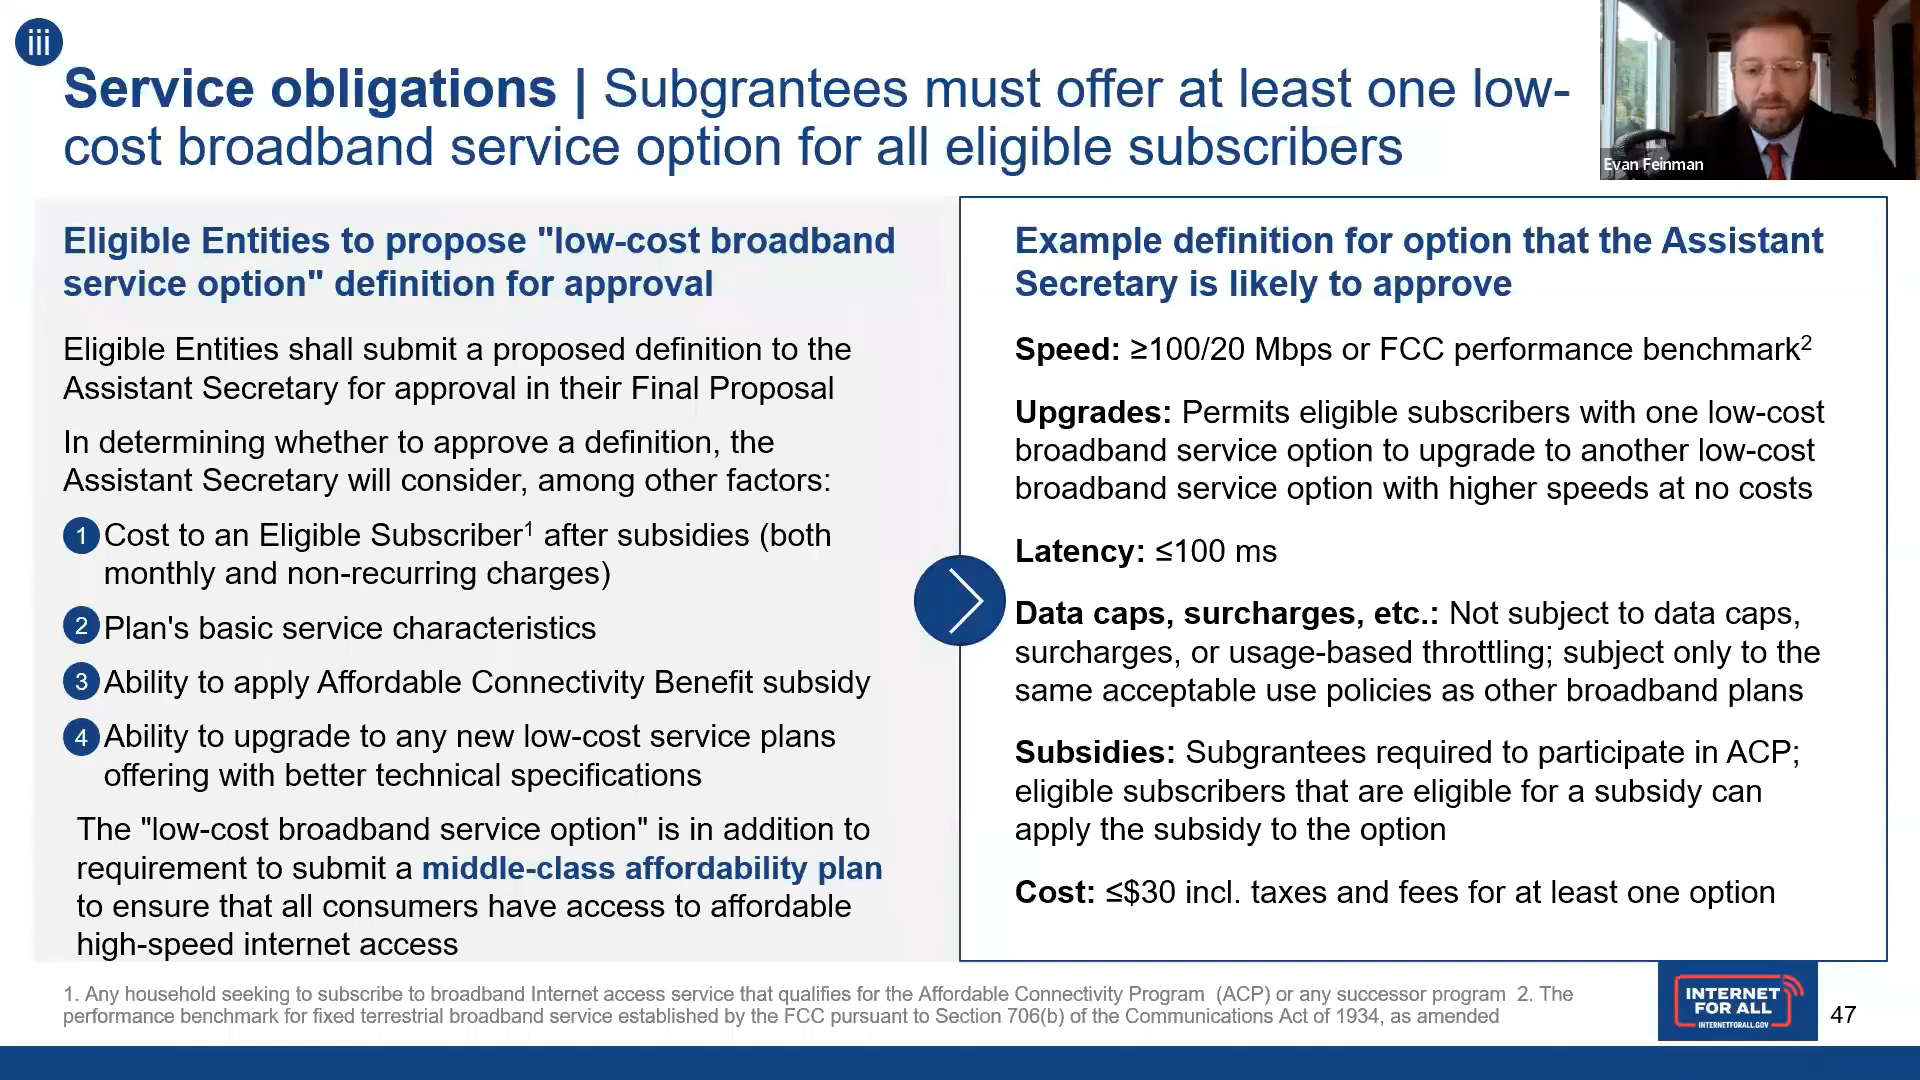 iii
Service obligations | Subgrantees must offer at least one low-
cost broadband service option for all eligible subscribers
Evan Feinman
Eligible Entities to propose "low-cost broadband
service option" definition for approval
Eligible Entities shall submit a proposed definition to the
Assistant Secretary for approval in their Final Proposal
In determining whether to approve a definition, the
Assistant Secretary will consider, among other factors:
1 Cost to an Eligible Subscriber¹ after subsidies (both
monthly and non-recurring charges)
2 Plan's basic service characteristics
3 Ability to apply Affordable Connectivity Benefit subsidy
4 Ability to upgrade to any new low-cost service plans
offering with better technical specifications
The "low-cost broadband service option" is in addition to
requirement to submit a middle-class affordability plan
to ensure that all consumers have access to affordable
high-speed internet access
Example definition for option that the Assistant
Secretary is likely to approve
Speed: ≥100/20 Mbps or FCC performance benchmark²
Upgrades: Permits eligible subscribers with one low-cost
broadband service option to upgrade to another low-cost
broadband service option with higher speeds at no costs
Latency: ≤100 ms
Data caps, surcharges, etc.: Not subject to data caps,
surcharges, or usage-based throttling; subject only to the
same acceptable use policies as other broadband plans
Subsidies: Subgrantees required to participate in ACP;
eligible subscribers that are eligible for a subsidy can
apply the subsidy to the option
Cost: ≤$30 incl. taxes and fees for at least one option
1. Any household seeking to subscribe to broadband Internet access service that qualifies for the Affordable Connectivity Program (ACP) or any successor program 2. The
performance benchmark for fixed terrestrial broadband service established by the FCC pursuant to Section 706(b) of the Communications Act of 1934, as amended
INTERNET
FOR ALL
INTERNETFORALL.GOV
47